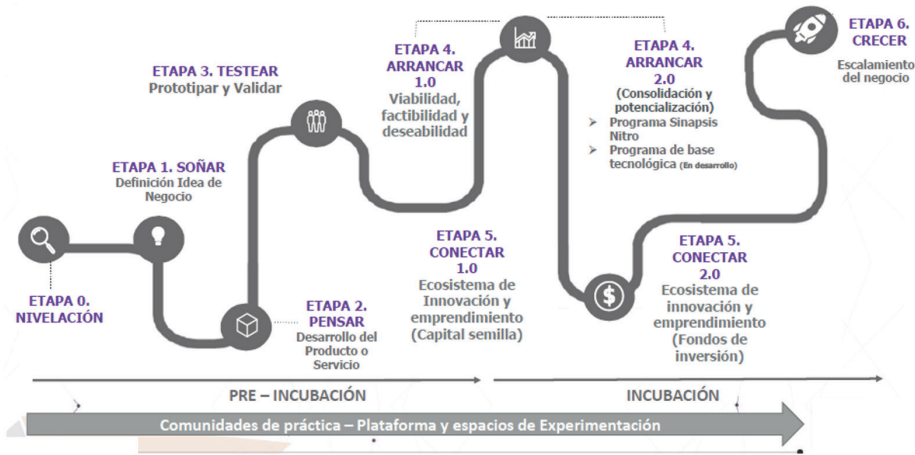 ETAPA 0.
NIVELACIÓN
ETAPA 1. SOÑAR
Definición Idea de
Negocio
ETAPA 2.
PENSAR
Desarrollo del
Producto o
Servicio
ETAPA 3. TESTEAR
Prototipar y Validar
ETAPA 4.
ARRANCAR
1.0
Viabilidad,
factibilidad y
deseabilidad
ETAPA 5.
CONECTAR
1.0
Ecosistema de
Innovación y
emprendimiento
(Capital semilla)
ETAPA 4.
ARRANCAR
2.0
(Consolidación y
potencialización)
➢ Programa Sinapsis
Nitro
➢ Programa de base
tecnológica (En desarrollo)
$
ETAPA 5.
CONECTAR
2.0
Ecosistema de
innovación y
emprendimiento
(Fondos de
inversión)
ETAPA 6.
CRECER
Escalamiento
del negocio
PRE – INCUBACIÓN
INCUBACIÓN
Comunidades de práctica – Plataforma y espacios de Experimentación